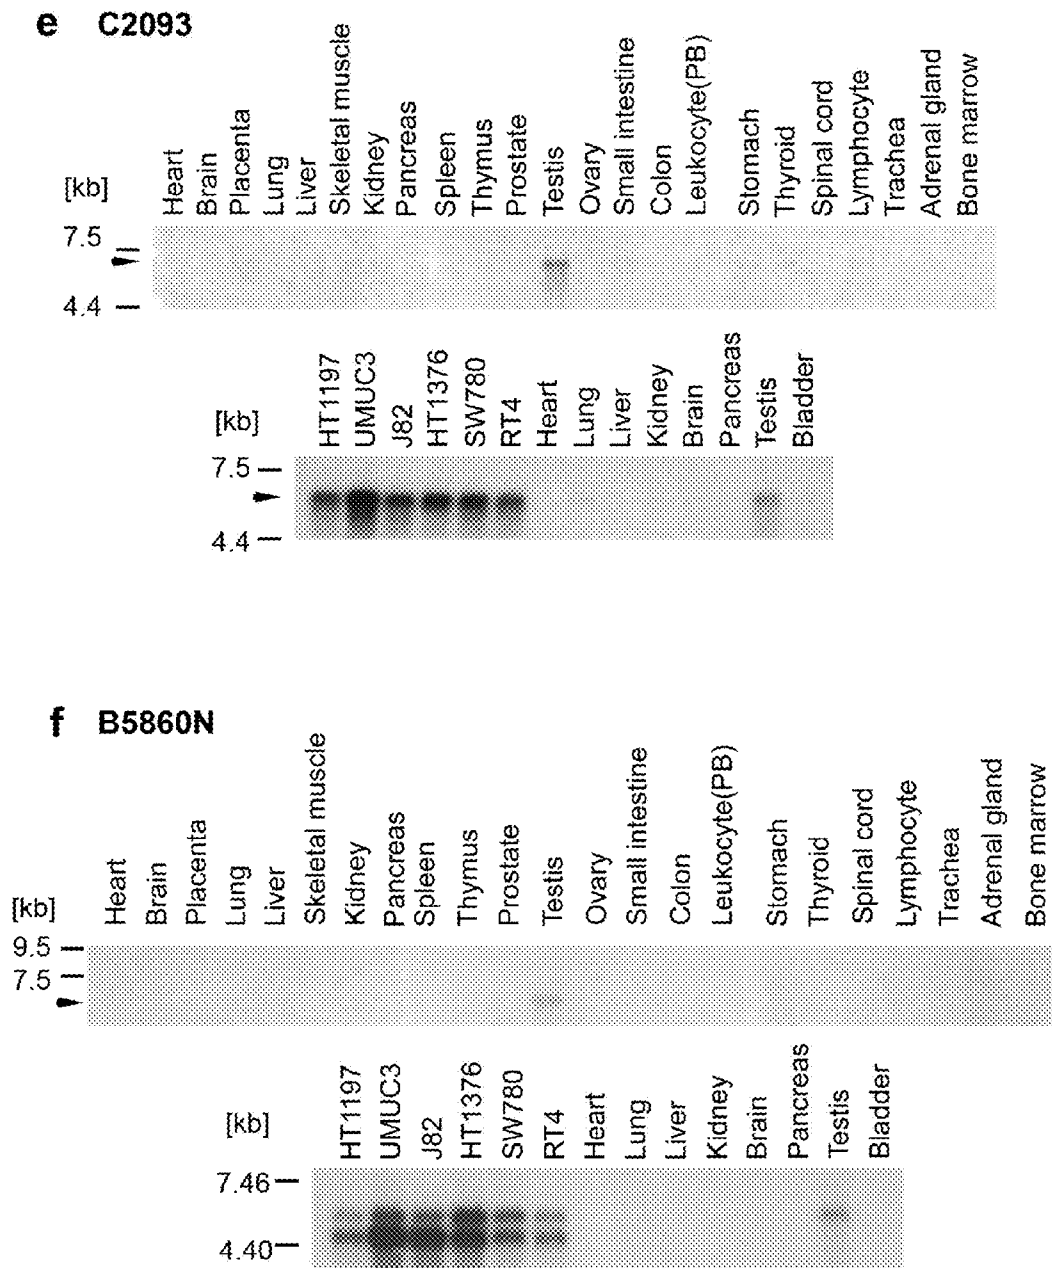 e C2093
[kb] Heart Brain Placenta Lung Liver Skeletal muscle Kidney Pancreas Spleen Thymus Prostate Testis Ovary Small intestine Colon Leukocyte(PB) Stomach Thyroid Spinal cord Lymphocyte Trachea Adrenal gland Bone marrow
7.5
4.4
[kb] HT1197 UMUC3 J82 HT1376 SW780 RT4 Heart Lung Liver Kidney Brain Pancreas Testis Bladder
7.5
4.4
f B5860N
[kb] Heart Brain Placenta Lung Liver Skeletal muscle Kidney Pancreas Spleen Thymus Prostate Testis Ovary Small intestine Colon Leukocyte(PB) Stomach Thyroid Spinal cord Lymphocyte Trachea Adrenal gland Bone marrow
9.5
7.5
[kb] HT1197 UMUC3 J82 HT1376 SW780 RT4 Heart Lung Liver Kidney Brain Pancreas Testis Bladder
7.46
4.40